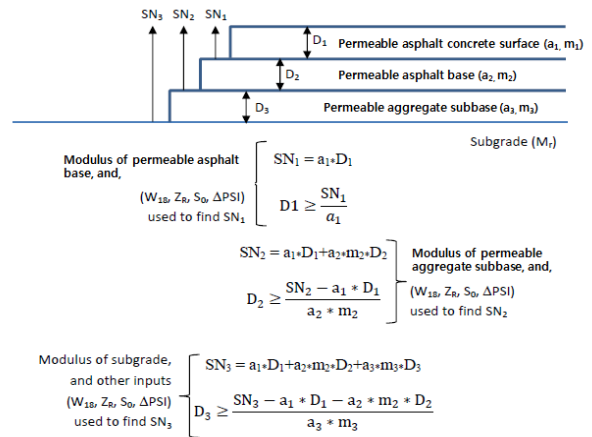 SN₃ SN₂ SN₁
D₁ Permeable asphalt concrete surface (a₁, m₁)
D₂ Permeable asphalt base (a₂, m₂)
D₃ Permeable aggregate subbase (a₃, m₃)
Subgrade (Mᵣ)
Modulus of permeable asphalt
base, and,
(W₁₈, Z_R, S₀, ΔPSI)
used to find SN₁
SN₁ = a₁*D₁
D1 ≥ SN₁ / a₁
SN₂ = a₁*D₁+a₂*m₂*D₂
D₂ ≥ (SN₂ − a₁ * D₁) / (a₂ * m₂)
Modulus of permeable
aggregate subbase, and,
(W₁₈, Z_R, S₀, ΔPSI)
used to find SN₂
Modulus of subgrade,
and other inputs
(W₁₈, Z_R, S₀, ΔPSI)
used to find SN₃
SN₃ = a₁*D₁+a₂*m₂*D₂+a₃*m₃*D₃
D₃ ≥ (SN₃ − a₁ * D₁ − a₂ * m₂ * D₂) / (a₃ * m₃)